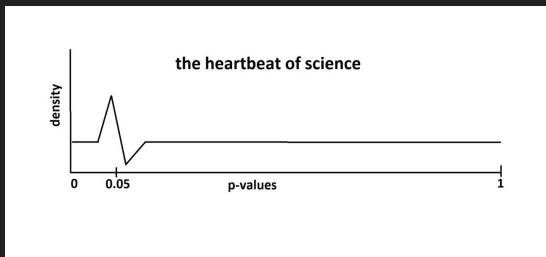 the heartbeat of science
density
0
0.05
p-values
1